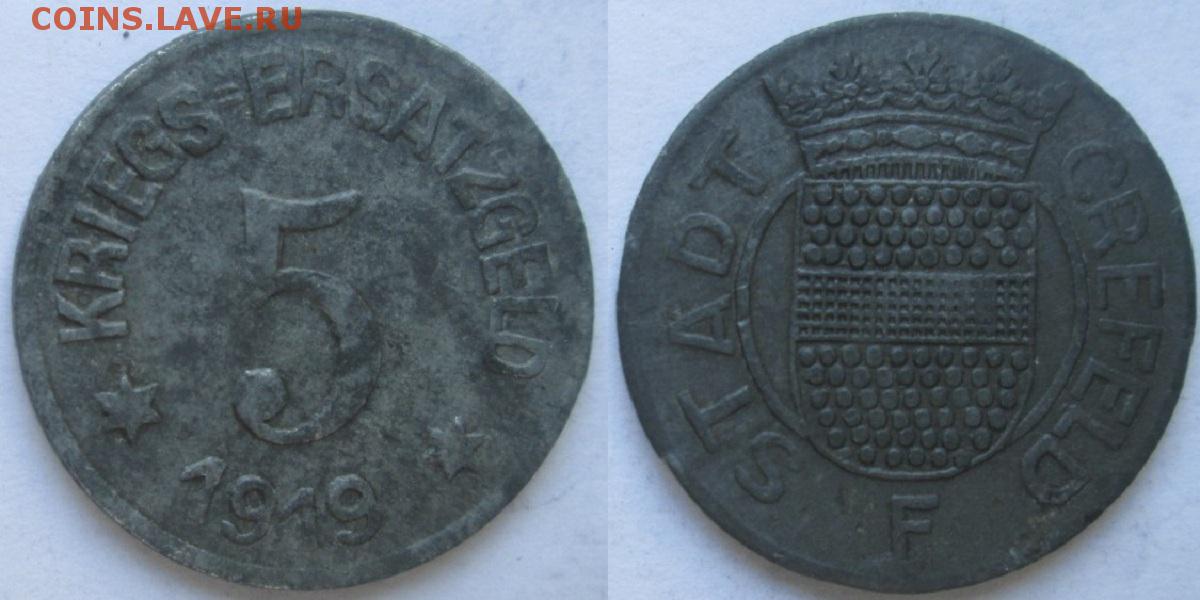 COINS.LAVE.RU
KRIEGS=ERSATZGELD
5
1919
STADT CREFELD
F